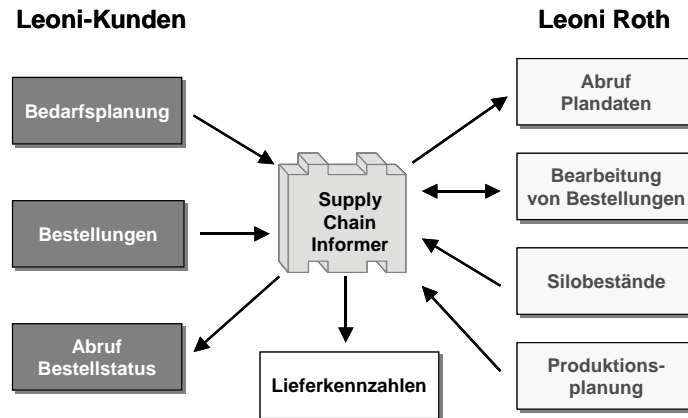 Leoni-Kunden
Leoni Roth
Bedarfsplanung
Bestellungen
Abruf
Bestellstatus
Supply
Chain
Informer
Lieferkennzahlen
Abruf
Plandaten
Bearbeitung
von Bestellungen
Silobestände
Produktions-
planung